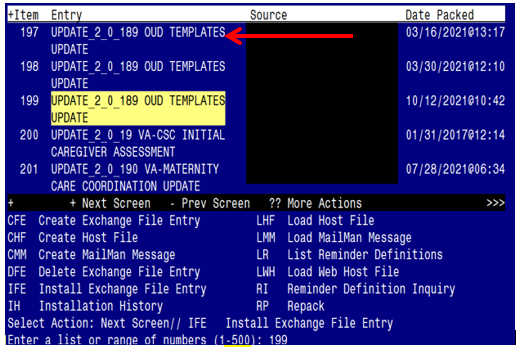 +Item  Entry                         Source                Date Packed
197  UPDATE_2_0_189 OUD TEMPLATES  03/16/2021@13:17
UPDATE
198  UPDATE_2_0_189 OUD TEMPLATES  03/30/2021@12:10
UPDATE
199  UPDATE_2_0_189 OUD TEMPLATES  10/12/2021@10:42
UPDATE
200  UPDATE_2_0_19 VA-CSC INITIAL  01/31/2017@12:14
CAREGIVER ASSESSMENT
201  UPDATE_2_0_190 VA-MATERNITY  07/28/2021@06:34
CARE COORDINATION UPDATE
+  + Next Screen  - Prev Screen  ?? More Actions  >>>
CFE  Create Exchange File Entry  LHF  Load Host File
CHF  Create Host File  LMM  Load MailMan Message
CMM  Create MailMan Message  LR  List Reminder Definitions
DFE  Delete Exchange File Entry  LWH  Load Web Host File
IFE  Install Exchange File Entry  RI  Reminder Definition Inquiry
IH  Installation History  RP  Repack
Select Action: Next Screen// IFE  Install Exchange File Entry
Enter a list or range of numbers (1-500): 199